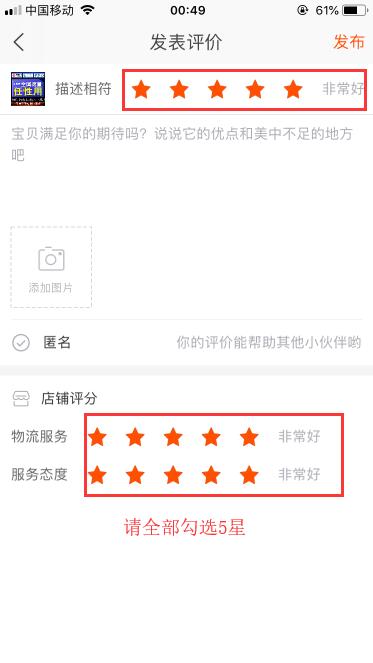 中国移动 00:49 61%
发表评价 发布
任性用
描述相符 非常好
宝贝满足你的期待吗？说说它的优点和美中不足的地方
吧
添加图片
匿名 你的评价能帮助其他小伙伴哟
店铺评分
物流服务 非常好
服务态度 非常好
请全部勾选5星